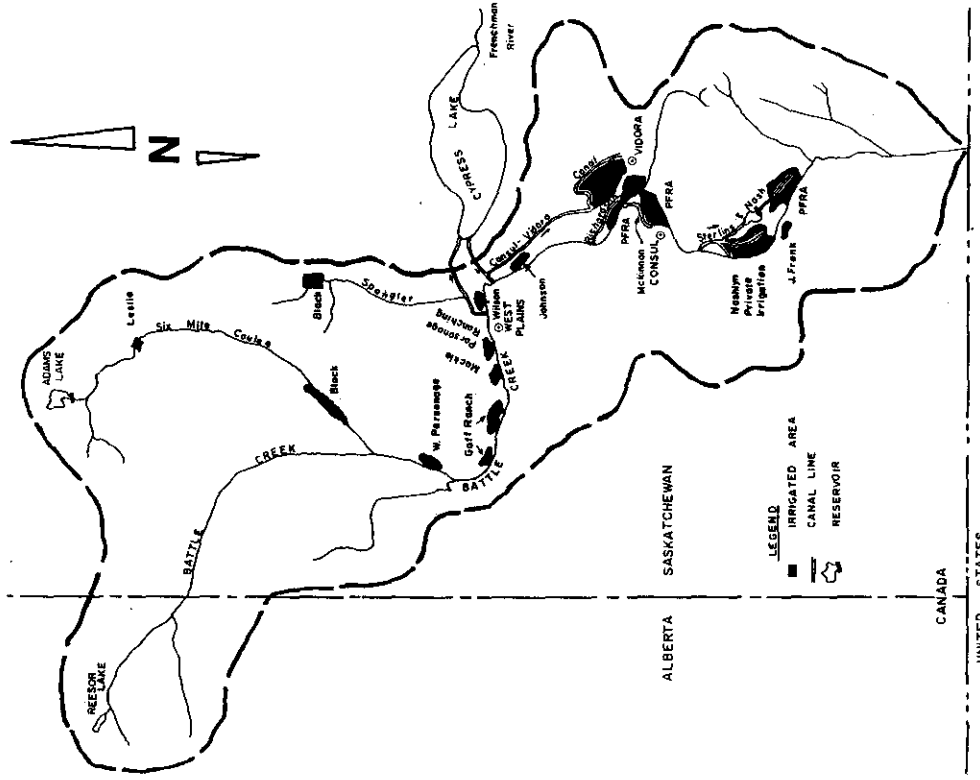 N
Frenchman
River
CYPRESS LAKE
ADAMS
LAKE
Leslie
Six Mile Coulee
Black
Spangler
Black
REESOR
LAKE
BATTLE CREEK
W. Parsonage
Gaff Ranch
BATTLE CREEK
Mackie
Parsonage
Ranching
Wilson
WEST
PLAINS
Johnson
Consul-Vidora
Canal
VIDORA
Richardson
PFRA
PFRA
Mckinnon
CONSUL
Sterling & Nash
PFRA
Nashlyn
Private
Irrigation
J. Frank
ALBERTA
SASKATCHEWAN
LEGEND
IRRIGATED AREA
CANAL LINE
RESERVOIR
CANADA
UNITED STATES